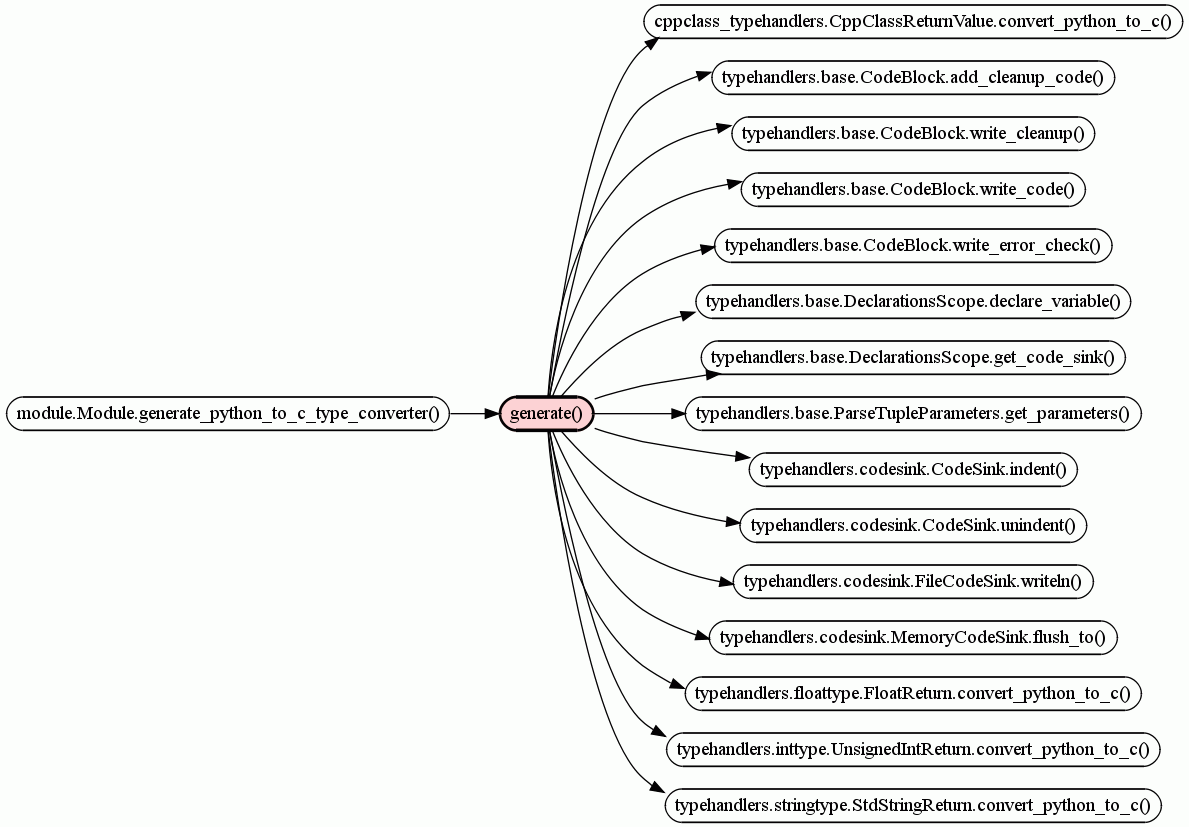 cppclass_typehandlers.CppClassReturnValue.convert_python_to_c()
typehandlers.base.CodeBlock.add_cleanup_code()
typehandlers.base.CodeBlock.write_cleanup()
typehandlers.base.CodeBlock.write_code()
typehandlers.base.CodeBlock.write_error_check()
typehandlers.base.DeclarationsScope.declare_variable()
typehandlers.base.DeclarationsScope.get_code_sink()
module.Module.generate_python_to_c_type_converter()
generate()
typehandlers.base.ParseTupleParameters.get_parameters()
typehandlers.codesink.CodeSink.indent()
typehandlers.codesink.CodeSink.unindent()
typehandlers.codesink.FileCodeSink.writeln()
typehandlers.codesink.MemoryCodeSink.flush_to()
typehandlers.floattype.FloatReturn.convert_python_to_c()
typehandlers.inttype.UnsignedIntReturn.convert_python_to_c()
typehandlers.stringtype.StdStringReturn.convert_python_to_c()